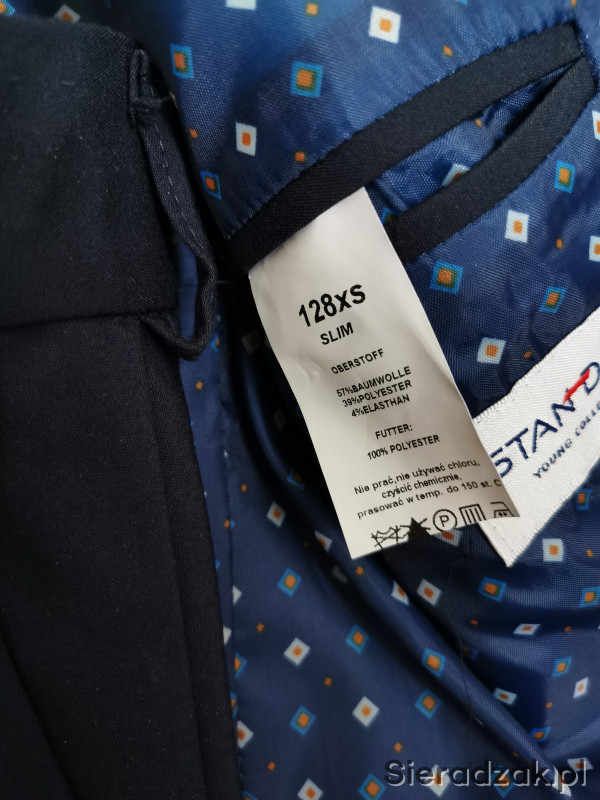 128xS
SLIM
OBERSTOFF
57%BAUMWOLLE
39%POLYESTER
4%ELASTHAN
FUTTER:
100% POLYESTER
Nie prać,nie używać chloru,
czyścić chemicznie,
prasować w temp. do 150 st. C
P
STAN
YOUNG
Sieradzak.pl